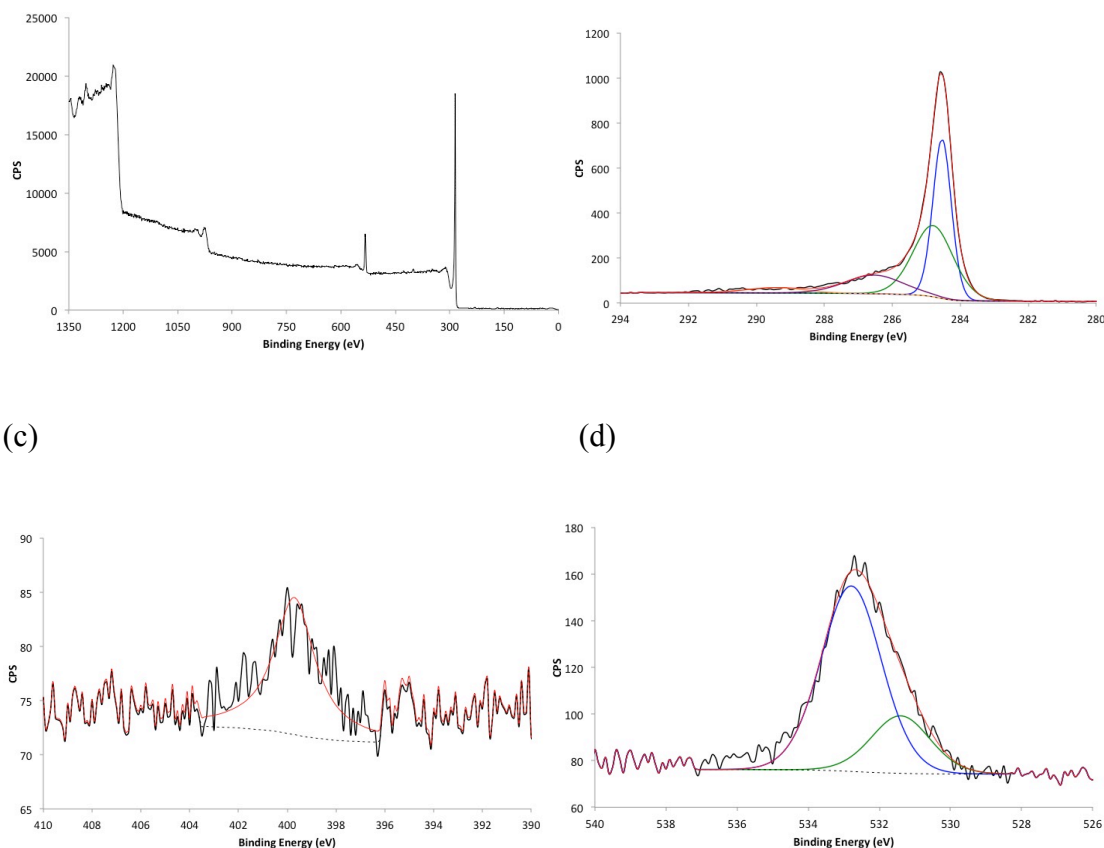 25000
20000
15000
10000
5000
0
CPS
1350 1200 1050 900 750 600 450 300 150 0
Binding Energy (eV)
1200
1000
800
600
400
200
0
CPS
294 292 290 288 286 284 282 280
Binding Energy (eV)
(c)
(d)
90
85
80
75
70
65
CPS
410 408 406 404 402 400 398 396 394 392 390
Binding Energy (eV)
180
160
140
120
100
80
60
CPS
540 538 536 534 532 530 528 526
Binding Energy (eV)